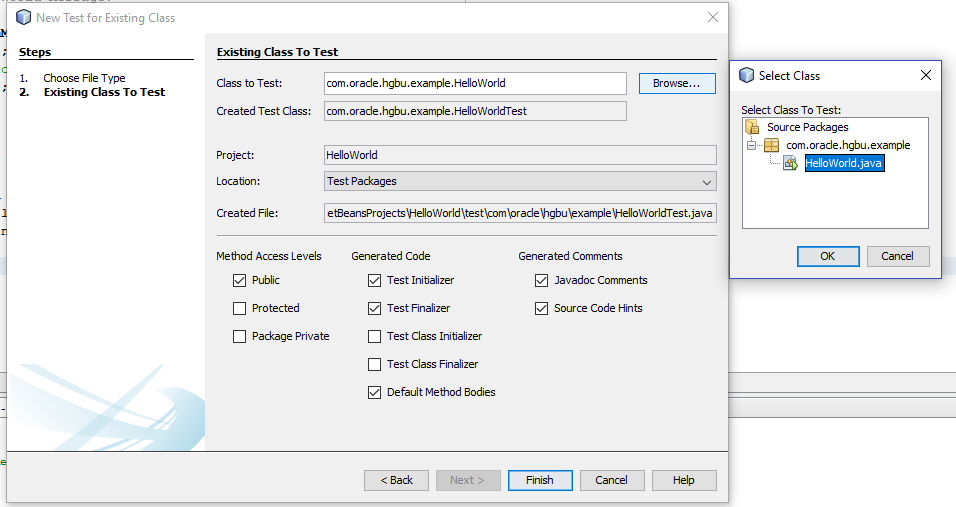 New Test for Existing Class
Steps
1. Choose File Type
2. Existing Class To Test
Existing Class To Test
Class to Test: com.oracle.hgbu.example.HelloWorld Browse...
Created Test Class: com.oracle.hgbu.example.HelloWorldTest
Project: HelloWorld
Location: Test Packages
Created File: etBeansProjects\HelloWorld\test\com\oracle\hgbu\example\HelloWorldTest.java
Method Access Levels Generated Code Generated Comments
Public Test Initializer Javadoc Comments
Protected Test Finalizer Source Code Hints
Package Private Test Class Initializer
Test Class Finalizer
Default Method Bodies
< Back Next > Finish Cancel Help
Select Class
Select Class To Test:
Source Packages
com.oracle.hgbu.example
HelloWorld.java
OK Cancel